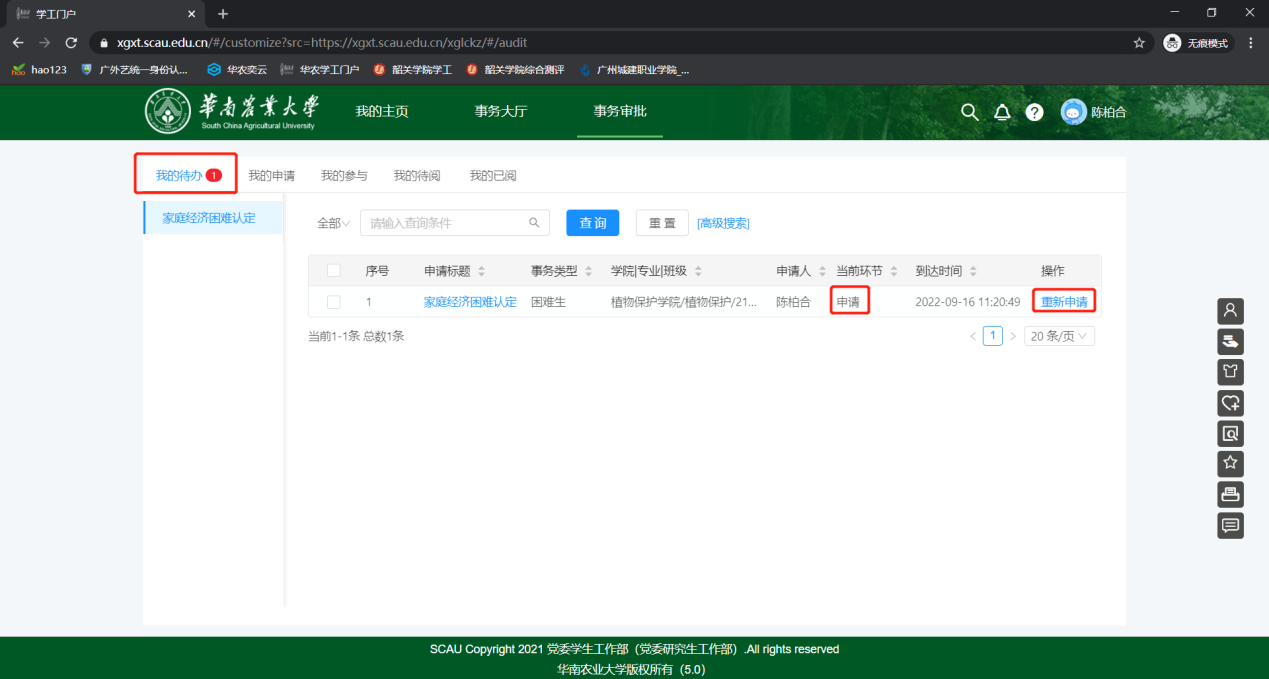 学工门户
xgxt.scau.edu.cn/#/customize?src=https://xgxt.scau.edu.cn/xglckz/#/audit
无痕模式
hao123 广外艺统一身份认... 华农奕云 华农学工门户 韶关学院学工 韶关学院综合测评 广州城建职业学院_...
華南农業大學
South China Agricultural University
我的主页 事务大厅 事务审批 陈柏合
我的待办 1 我的申请 我的参与 我的待阅 我的已阅
家庭经济困难认定
全部 请输入查询条件 查 询 重 置 [高级搜索]
序号 申请标题 事务类型 学院|专业|班级 申请人 当前环节 到达时间 操作
1 家庭经济困难认定 困难生 植物保护学院/植物保护/21... 陈柏合 申请 2022-09-16 11:20:49 重新申请
当前1-1条 总数1条 < 1 > 20 条/页
SCAU Copyright 2021 党委学生工作部（党委研究生工作部）.All rights reserved
华南农业大学版权所有（5.0）